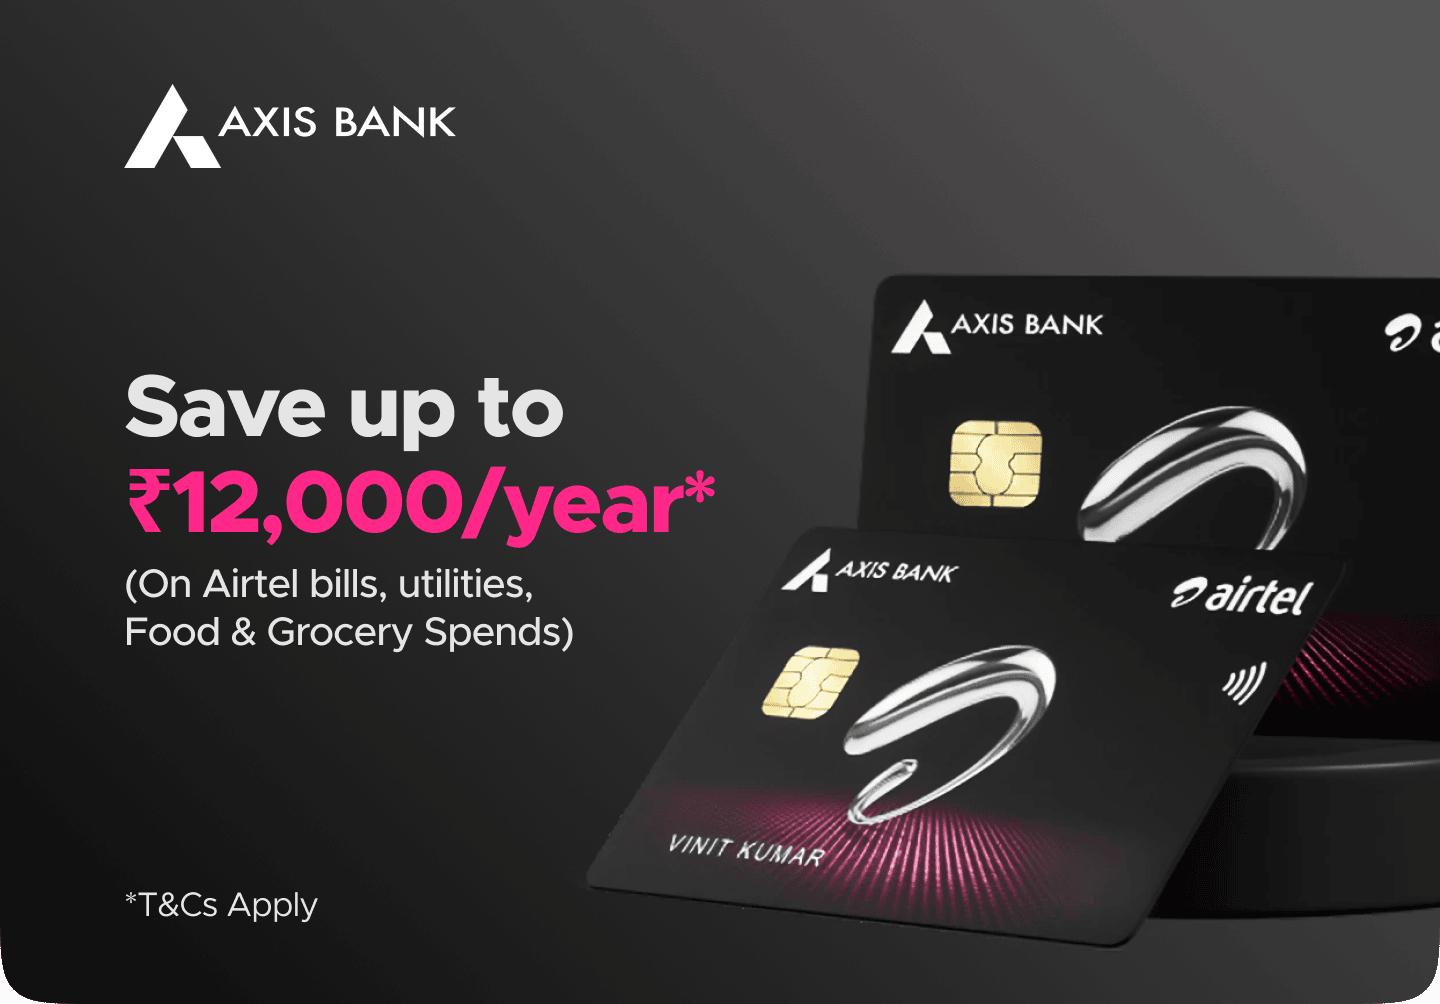 AXIS BANK
Save up to
₹12,000/year*
(On Airtel bills, utilities,
Food & Grocery Spends)
*T&Cs Apply
AXIS BANK
AXIS BANK
airtel
VINIT KUMAR